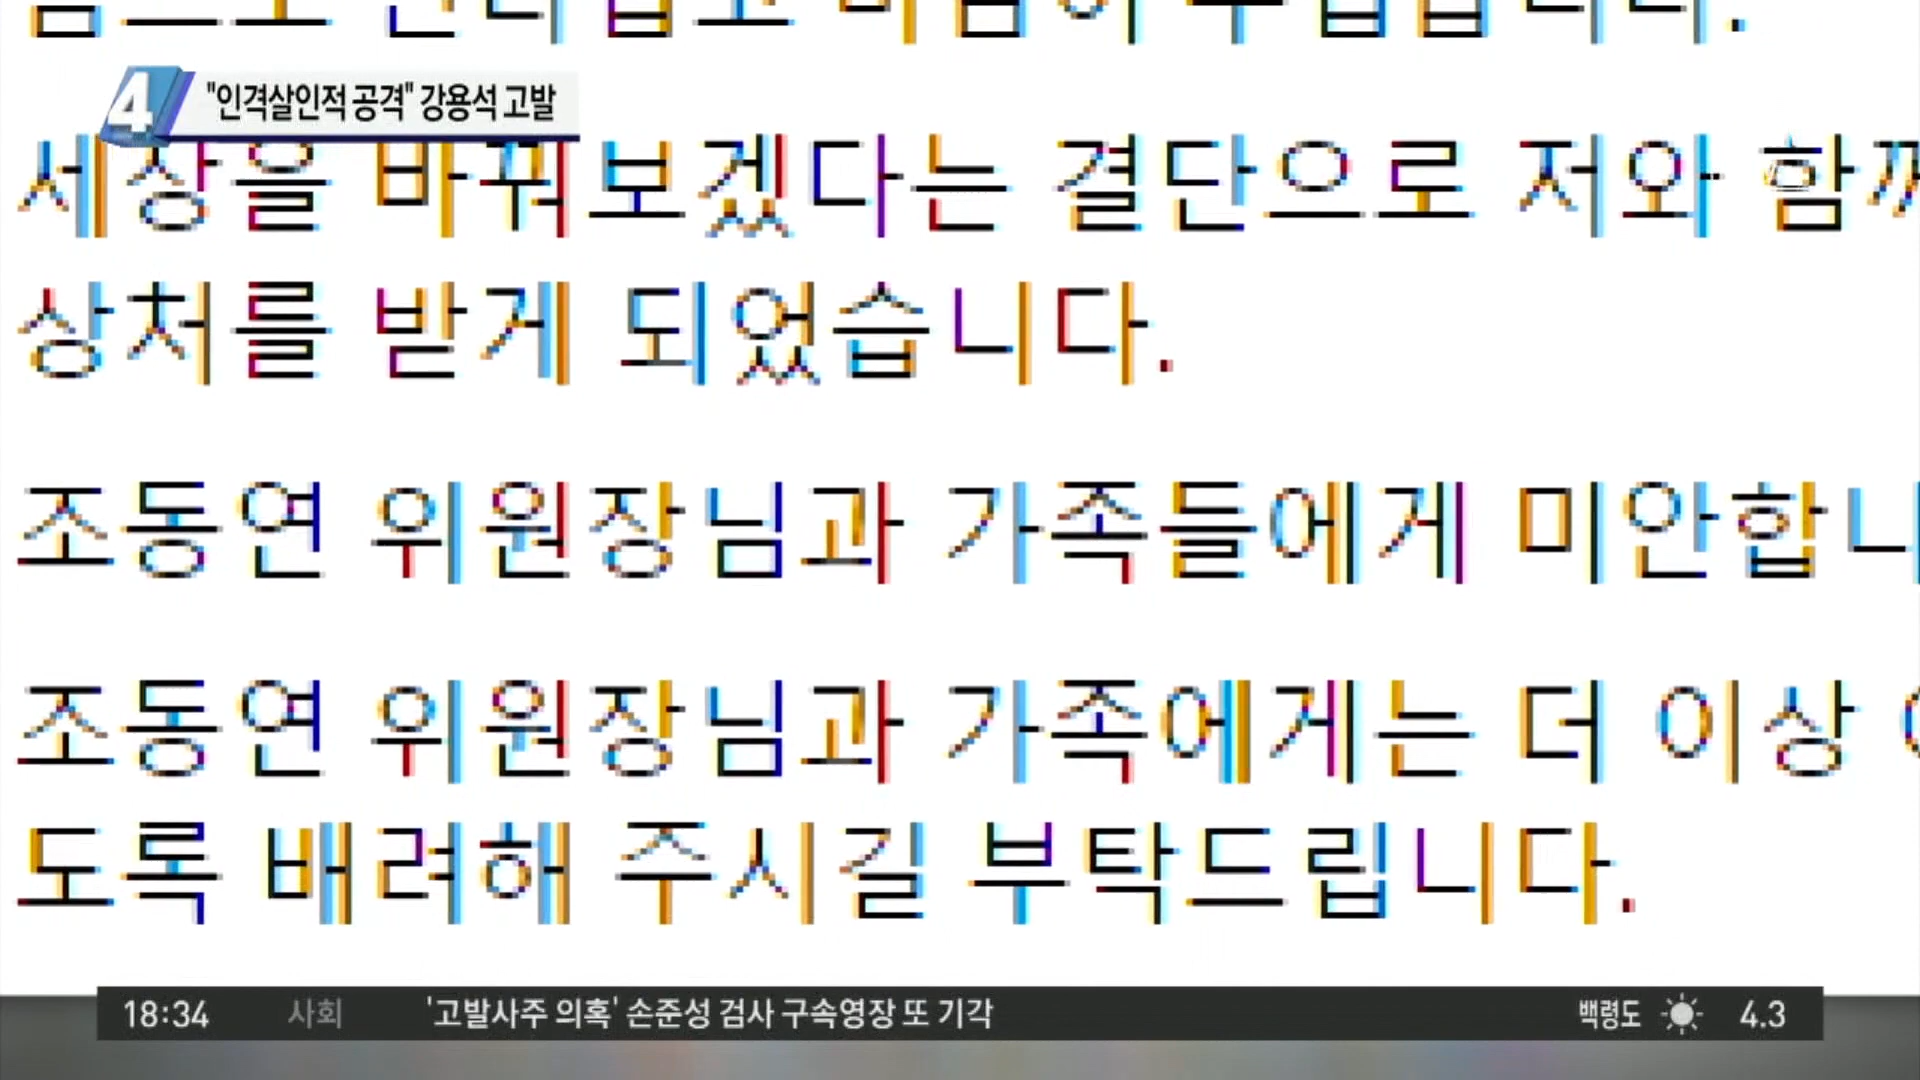 4 "인격살인적 공격" 강용석 고발
세상을 바꿔보겠다는 결단으로 저와 함께
상처를 받게 되었습니다.
조동연 위원장님과 가족들에게 미안합니
조동연 위원장님과 가족에게는 더 이상
도록 배려해 주시길 부탁드립니다.
18:34 사회 '고발사주 의혹' 손준성 검사 구속영장 또 기각 백령도 4.3